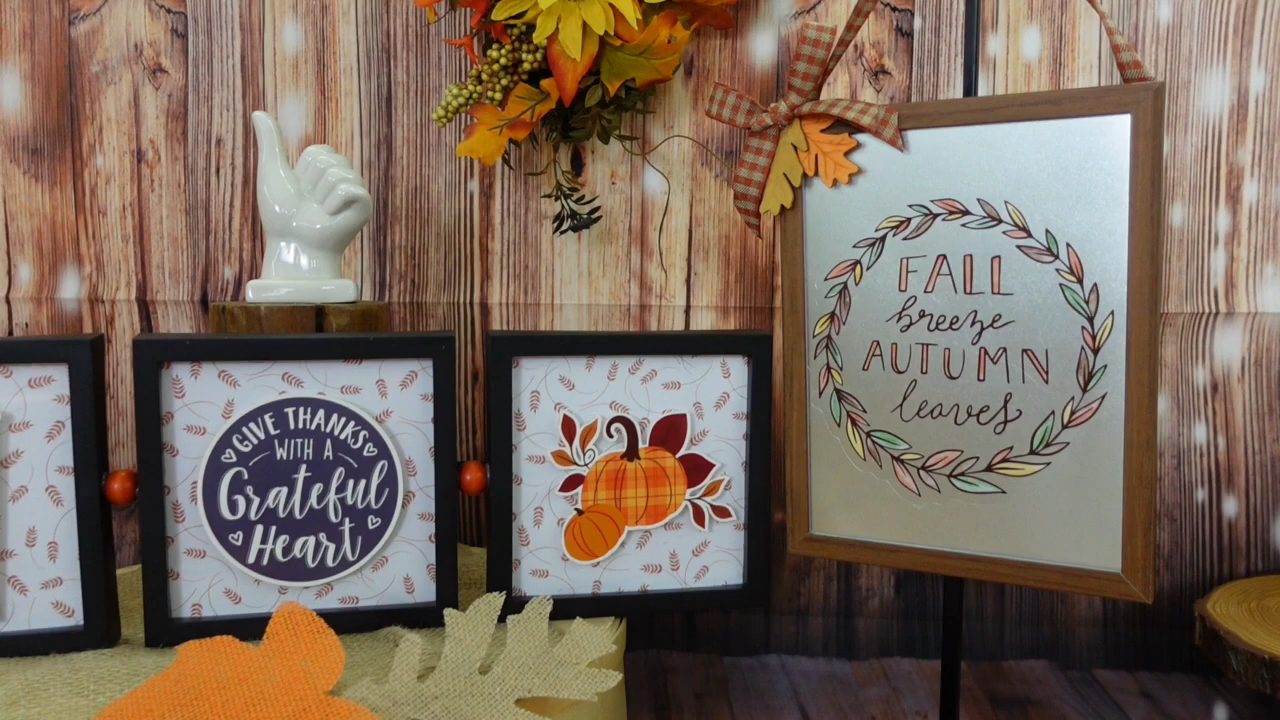 GIVE THANKS
WITH A
Grateful
Heart
FALL
breeze
AUTUMN
leaves